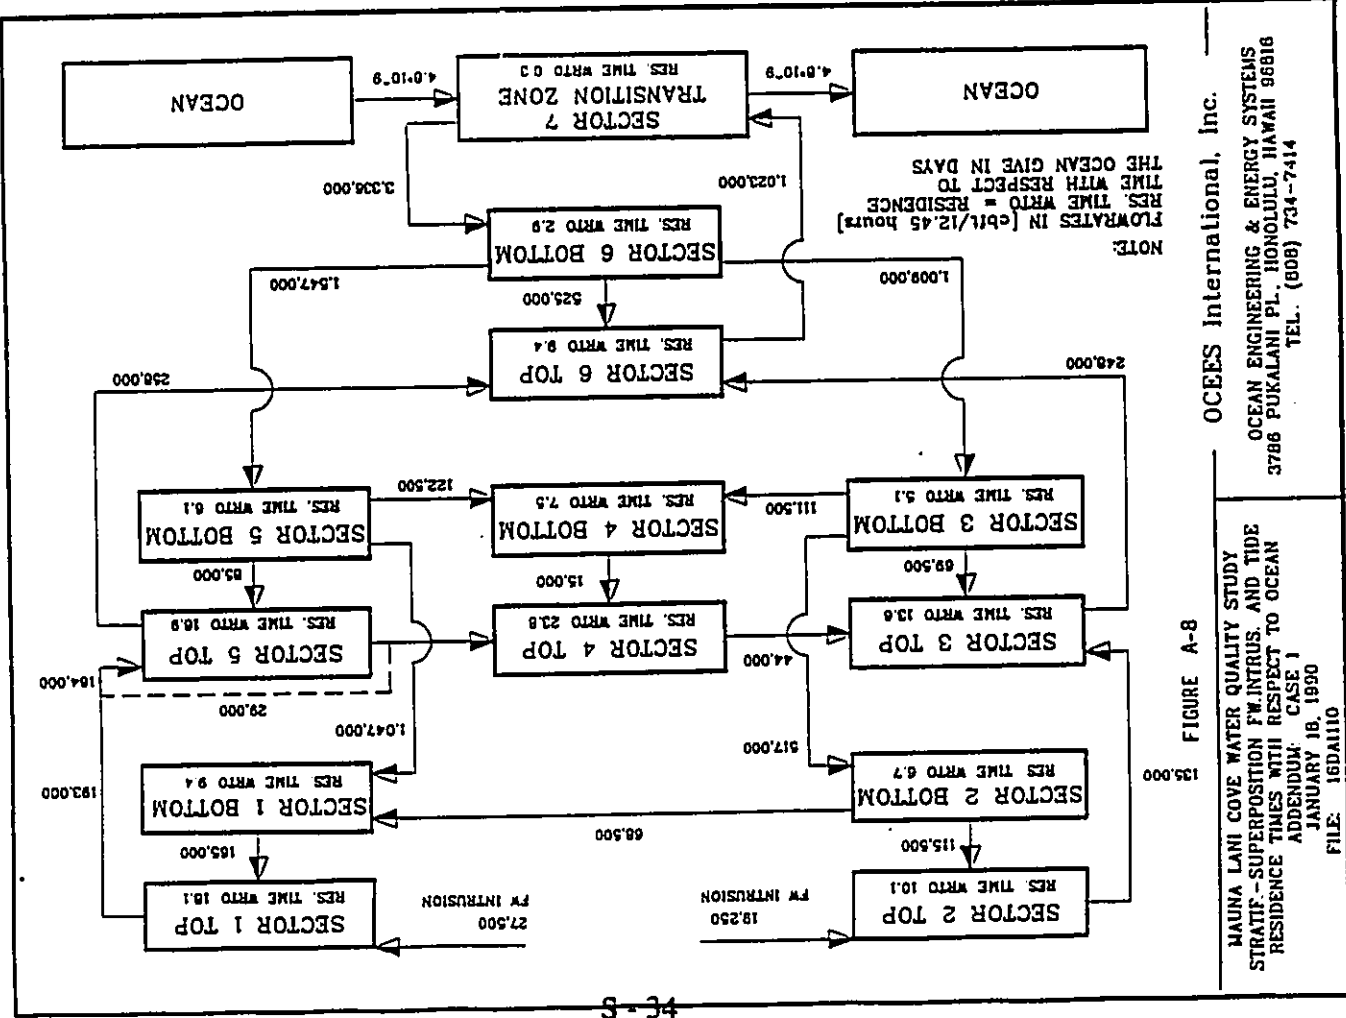 S - 34
19,250
FW INTRUSION
27,500
FW INTRUSION
SECTOR 2 TOP
RES. TIME WRTO 10.1
SECTOR 1 TOP
RES. TIME WRTO 18.1
115,500
165,000
68,500
SECTOR 2 BOTTOM
RES. TIME WRTO 6.7
SECTOR 1 BOTTOM
RES. TIME WRTO 9.4
135,000
193,000
1,047,000
29,000
164,000
SECTOR 3 TOP
RES. TIME WRTO 13.6
44,000
SECTOR 4 TOP
RES. TIME WRTO 23.8
SECTOR 5 TOP
RES. TIME WRTO 16.9
69,500
15,000
85,000
SECTOR 3 BOTTOM
RES. TIME WRTO 5.1
111,500
SECTOR 4 BOTTOM
RES. TIME WRTO 7.5
122,500
SECTOR 5 BOTTOM
RES. TIME WRTO 6.1
248,000
SECTOR 6 TOP
RES. TIME WRTO 9.4
258,000
1,009,000
525,000
1,547,000
SECTOR 6 BOTTOM
RES. TIME WRTO 2.9
NOTE:
FLOWRATES IN [cbft/12.45 hours]
RES. TIME WRTO = RESIDENCE
TIME WITH RESPECT TO
THE OCEAN GIVE IN DAYS
1,023,000
3,336,000
OCEAN
4.8*10^9
SECTOR 7
TRANSITION ZONE
RES. TIME WRTO 0.3
4.8*10^9
OCEAN
FIGURE A-8
MAUNA LANI COVE WATER QUALITY STUDY
STRATIF.-SUPERPOSITION FW.INTRUS. AND TIDE
RESIDENCE TIMES WITH RESPECT TO OCEAN
ADDENDUM: CASE 1
JANUARY 18, 1990
FILE: 16DA1110
OCEES International, Inc.
OCEAN ENGINEERING & ENERGY SYSTEMS
3786 PUKALANI PL., HONOLULU, HAWAII 96816
TEL.. (808) 734-7414